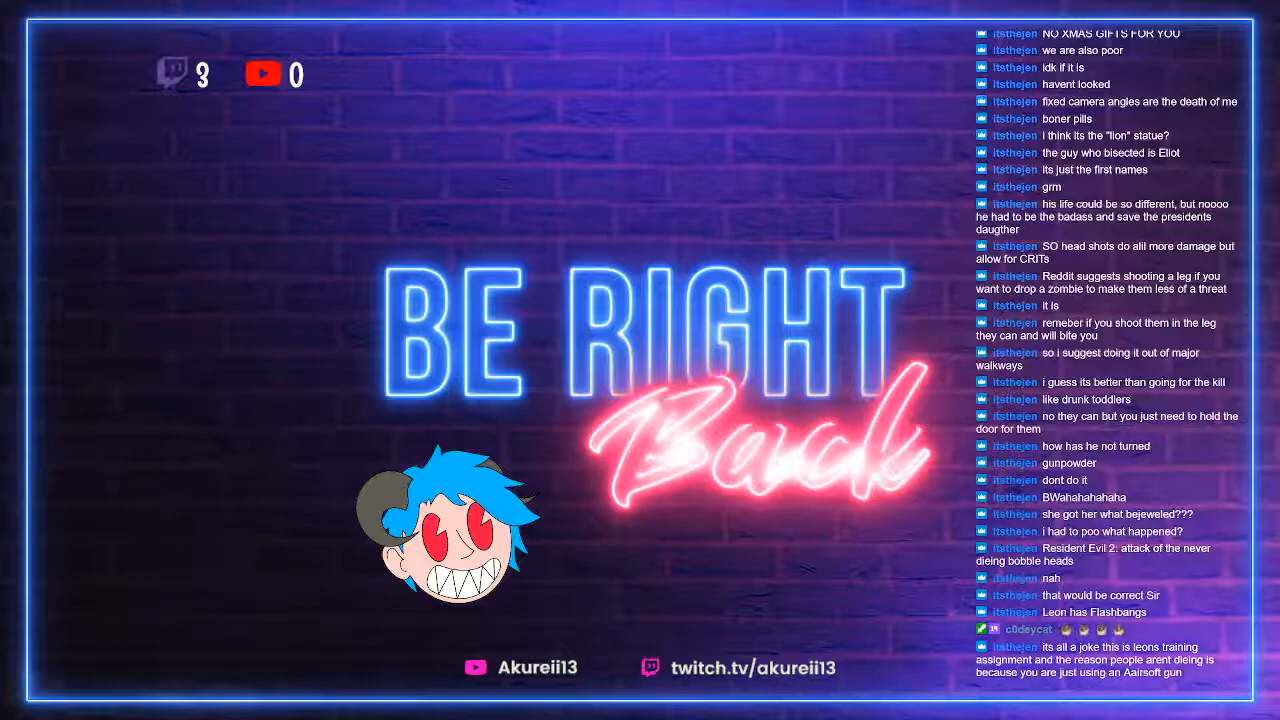 3 0
itsthejen NO XMAS GIFTS FOR YOU
itsthejen we are also poor
itsthejen idk if it is
itsthejen havent looked
itsthejen fixed camera angles are the death of me
itsthejen boner pills
itsthejen i think its the "lion" statue?
itsthejen the guy who bisected is Eliot
itsthejen its just the first names
itsthejen grm
itsthejen his life could be so different, but noooo
he had to be the badass and save the presidents
daugther
itsthejen SO head shots do alil more damage but
allow for CRITs
itsthejen Reddit suggests shooting a leg if you
want to drop a zombie to make them less of a threat
itsthejen it is
itsthejen remeber if you shoot them in the leg
they can and will bite you
itsthejen so i suggest doing it out of major
walkways
itsthejen i guess its better than going for the kill
itsthejen like drunk toddlers
itsthejen no they can but you just need to hold the
door for them
itsthejen how has he not turned
itsthejen gunpowder
itsthejen dont do it
itsthejen BWahahahahaha
itsthejen she got her what bejeweled???
itsthejen i had to poo what happened?
itsthejen Resident Evil 2: attack of the never
dieing bobble heads
itsthejen nah
itsthejen that would be correct Sir
itsthejen Leon has Flashbangs
c0deycat
itsthejen its all a joke this is leons training
assignment and the reason people arent dieing is
because you are just using an Aairsoft gun
BE RIGHT
Back
Akureii13 twitch.tv/akureii13